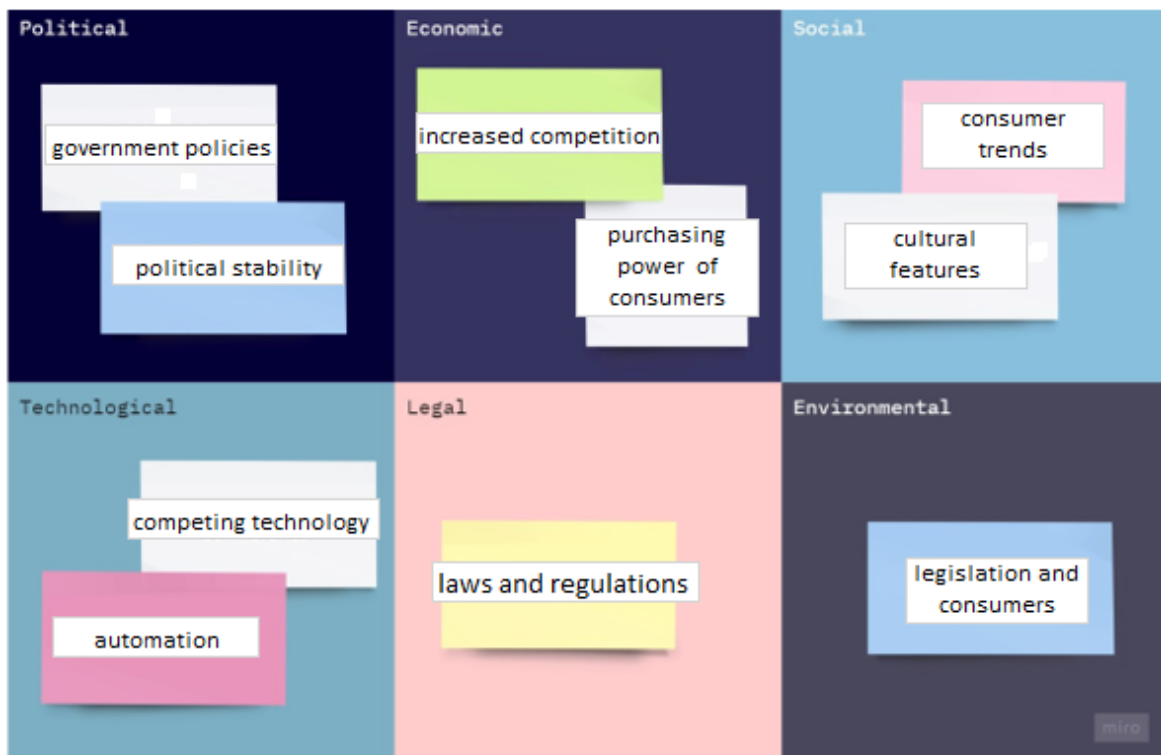 Political
government policies
political stability
Economic
increased competition
purchasing
power of
consumers
Social
consumer
trends
cultural
features
Technological
competing technology
automation
Legal
laws and regulations
Environmental
legislation and
consumers
miro